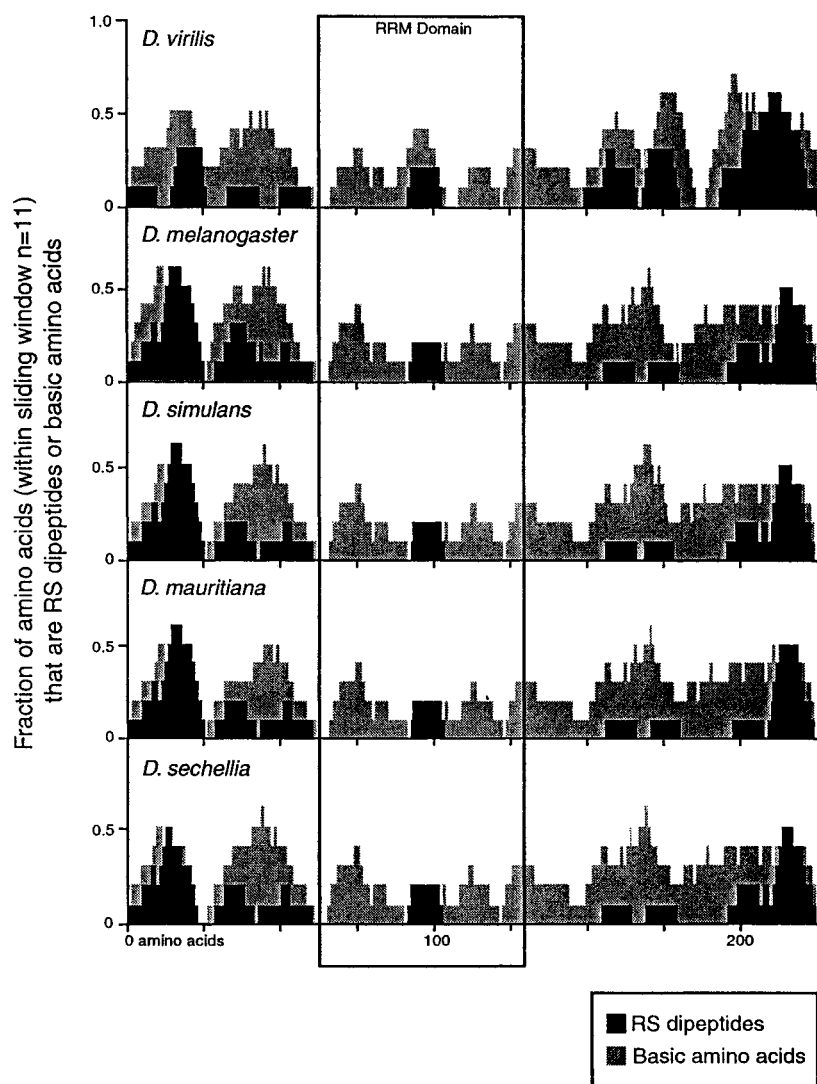 Fraction of amino acids (within sliding window n=11)
that are RS dipeptides or basic amino acids
1.0
D. virilis
RRM Domain
0.5
0
D. melanogaster
0.5
0
D. simulans
0.5
0
D. mauritiana
0.5
0
D. sechellia
0.5
0
0 amino acids 100 200
RS dipeptides
Basic amino acids